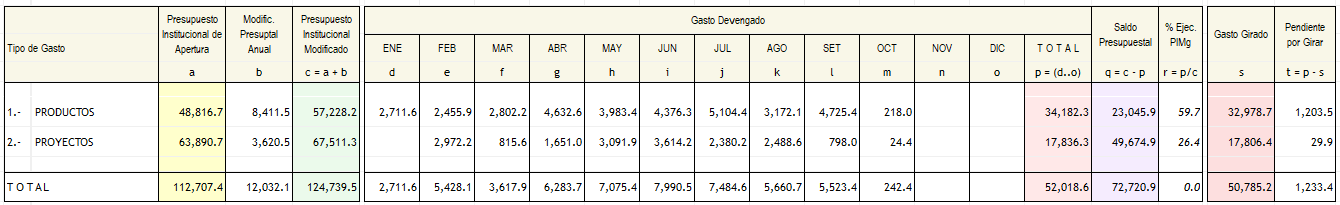 Tipo de Gasto Presupuesto Institucional de Apertura Modific. Presuptal Anual Presupuesto Institucional Modificado Gasto Devengado Saldo Presupuestal % Ejec. PIMg Gasto Girado Pendiente por Girar
ENE FEB MAR ABR MAY JUN JUL AGO SET OCT NOV DIC T O T A L
a b c = a + b d e f g h i j k l m n o p = (d..o) q = c - p r = p/c s t = p - s
1.- PRODUCTOS 48,816.7 8,411.5 57,228.2 2,711.6 2,455.9 2,802.2 4,632.6 3,983.4 4,376.3 5,104.4 3,172.1 4,725.4 218.0 34,182.3 23,045.9 59.7 32,978.7 1,203.5
2.- PROYECTOS 63,890.7 3,620.5 67,511.3 2,972.2 815.6 1,651.0 3,091.9 3,614.2 2,380.2 2,488.6 798.0 24.4 17,836.3 49,674.9 26.4 17,806.4 29.9
T O T A L 112,707.4 12,032.1 124,739.5 2,711.6 5,428.1 3,617.9 6,283.7 7,075.4 7,990.5 7,484.6 5,660.7 5,523.4 242.4 52,018.6 72,720.9 0.0 50,785.2 1,233.4